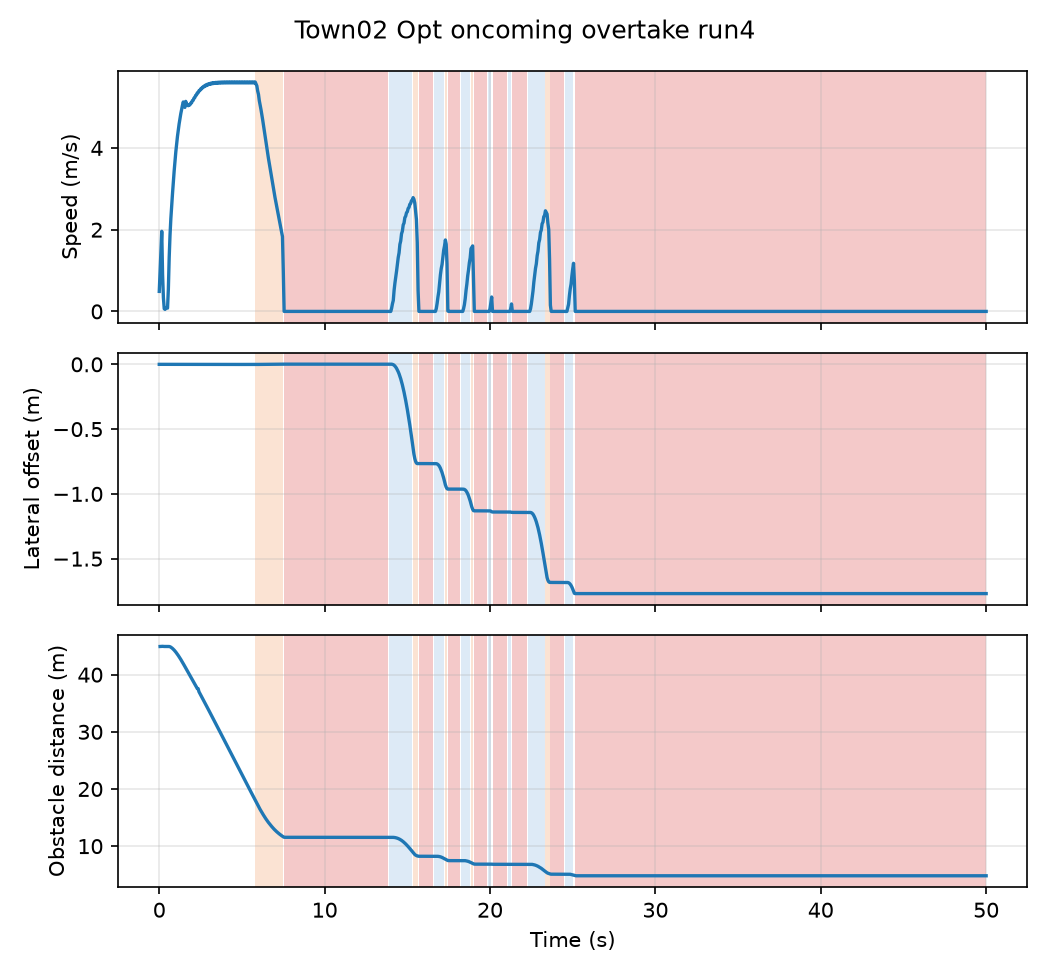 Town02 Opt oncoming overtake run4
Speed (m/s)
4
2
0
Lateral offset (m)
0.0
−0.5
−1.0
−1.5
Obstacle distance (m)
40
30
20
10
0 10 20 30 40 50
Time (s)